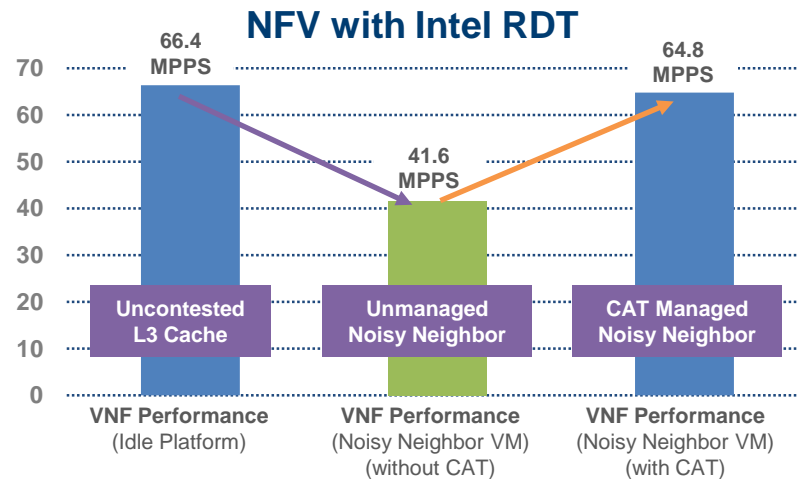 NFV with Intel RDT
66.4
MPPS
41.6
MPPS
64.8
MPPS
70
60
50
40
30
20
10
0
Uncontested
L3 Cache
Unmanaged
Noisy Neighbor
CAT Managed
Noisy Neighbor
VNF Performance
(Idle Platform)
VNF Performance
(Noisy Neighbor VM)
(without CAT)
VNF Performance
(Noisy Neighbor VM)
(with CAT)